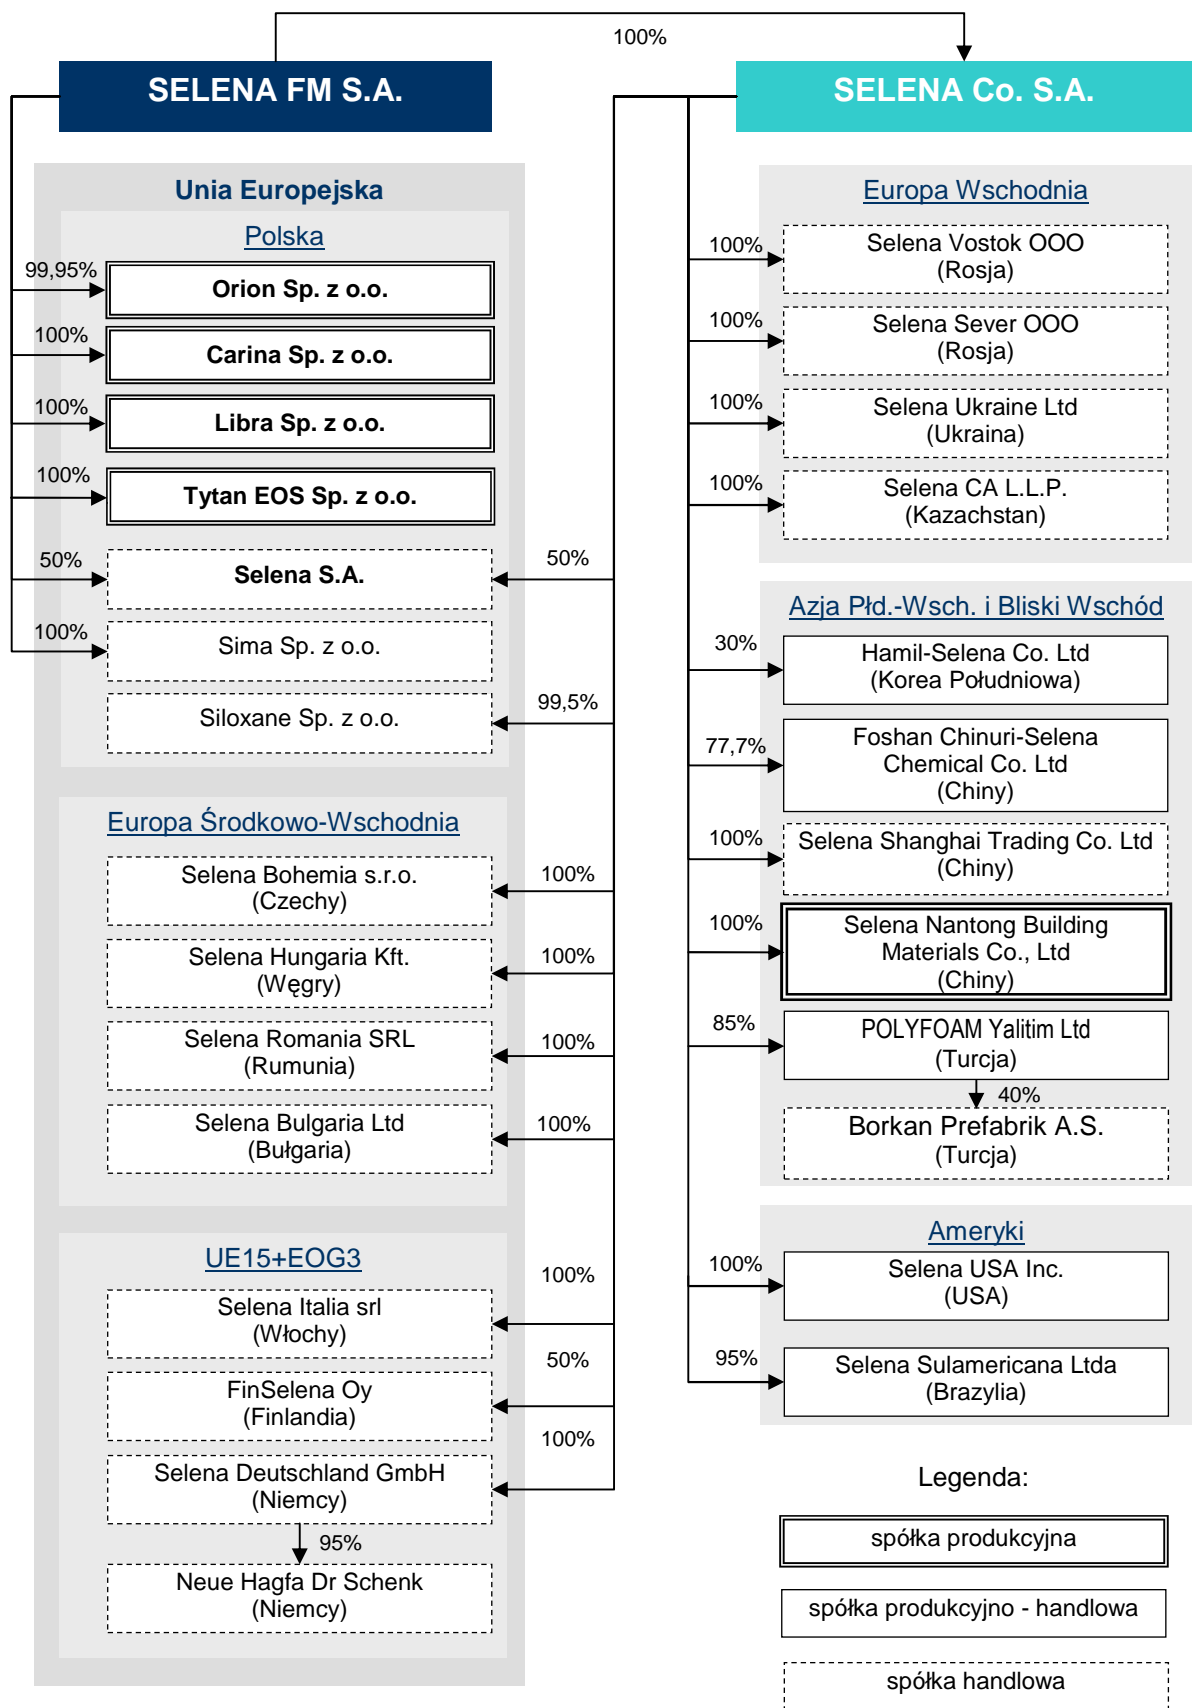 100%
SELENA FM S.A.
SELENA Co. S.A.
Unia Europejska
Polska
99,95%
Orion Sp. z o.o.
100%
Carina Sp. z o.o.
100%
Libra Sp. z o.o.
100%
Tytan EOS Sp. z o.o.
50%
Selena S.A.
50%
100%
Sima Sp. z o.o.
Siloxane Sp. z o.o.
99,5%
Europa Środkowo-Wschodnia
Selena Bohemia s.r.o.
(Czechy)
100%
Selena Hungaria Kft.
(Węgry)
100%
Selena Romania SRL
(Rumunia)
100%
Selena Bulgaria Ltd
(Bułgaria)
100%
UE15+EOG3
100%
Selena Italia srl
(Włochy)
50%
FinSelena Oy
(Finlandia)
100%
Selena Deutschland GmbH
(Niemcy)
95%
Neue Hagfa Dr Schenk
(Niemcy)
Europa Wschodnia
100%
Selena Vostok OOO
(Rosja)
100%
Selena Sever OOO
(Rosja)
100%
Selena Ukraine Ltd
(Ukraina)
100%
Selena CA L.L.P.
(Kazachstan)
Azja Płd.-Wsch. i Bliski Wschód
30%
Hamil-Selena Co. Ltd
(Korea Południowa)
77,7%
Foshan Chinuri-Selena
Chemical Co. Ltd
(Chiny)
100%
Selena Shanghai Trading Co. Ltd
(Chiny)
100%
Selena Nantong Building
Materials Co., Ltd
(Chiny)
85%
POLYFOAM Yalitim Ltd
(Turcja)
40%
Borkan Prefabrik A.S.
(Turcja)
Ameryki
100%
Selena USA Inc.
(USA)
95%
Selena Sulamericana Ltda
(Brazylia)
Legenda:
spółka produkcyjna
spółka produkcyjno - handlowa
spółka handlowa